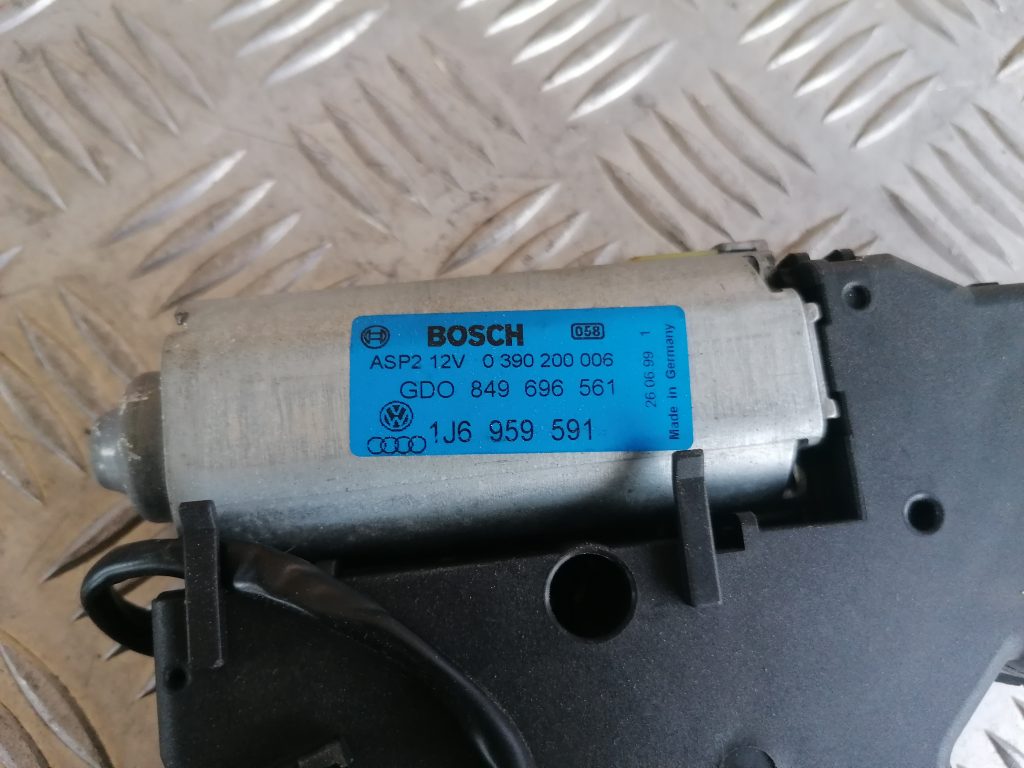 BOSCH 058
ASP2 12V 0 390 200 006
GDO 849 696 561
1J6 959 591
26.06.99 1
Made in Germany